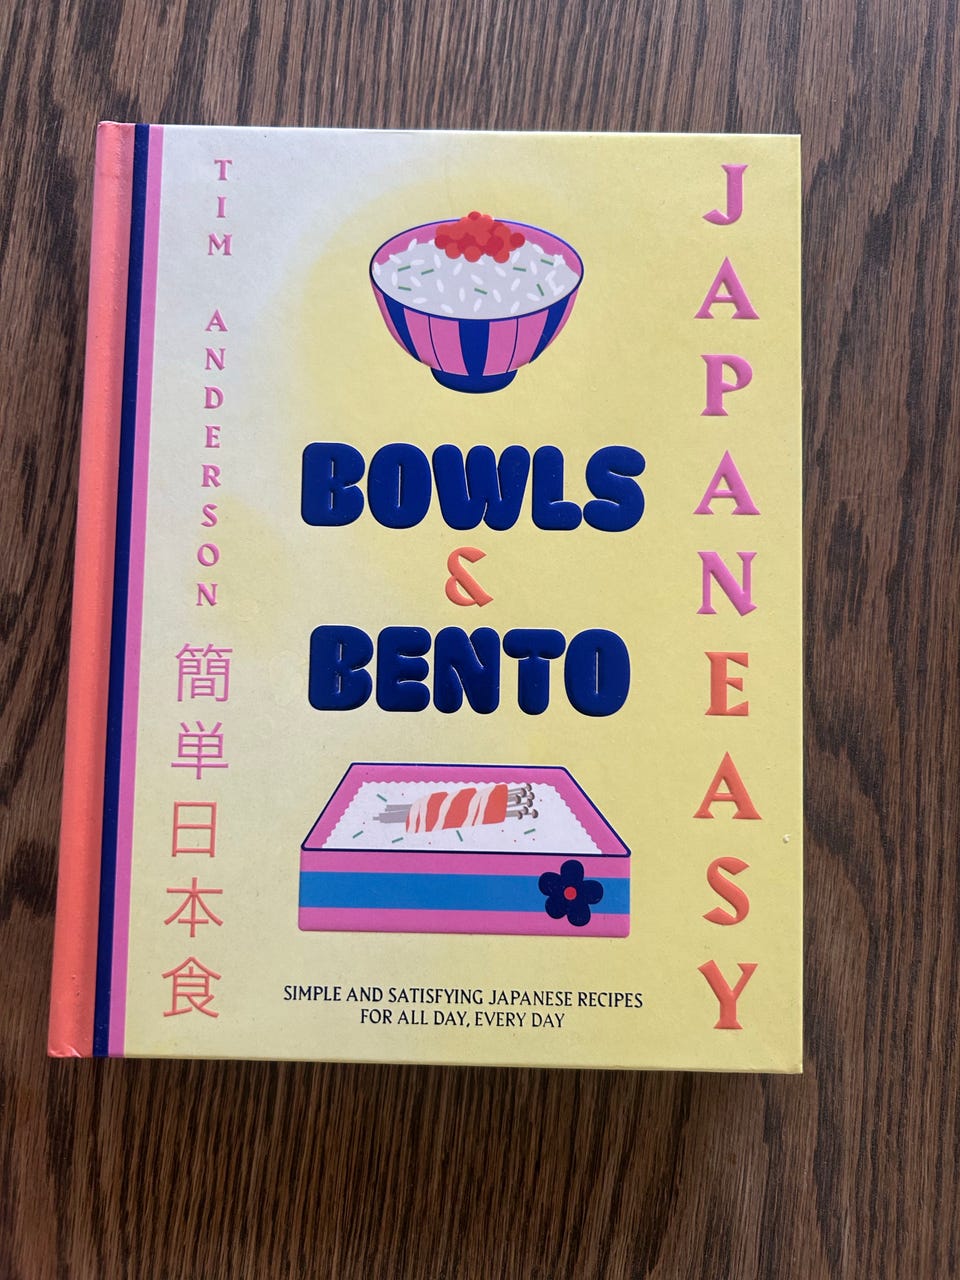 TIM ANDERSON
簡単日本食
BOWLS
&
BENTO
SIMPLE AND SATISFYING JAPANESE RECIPES
FOR ALL DAY, EVERY DAY
JAPANEASY